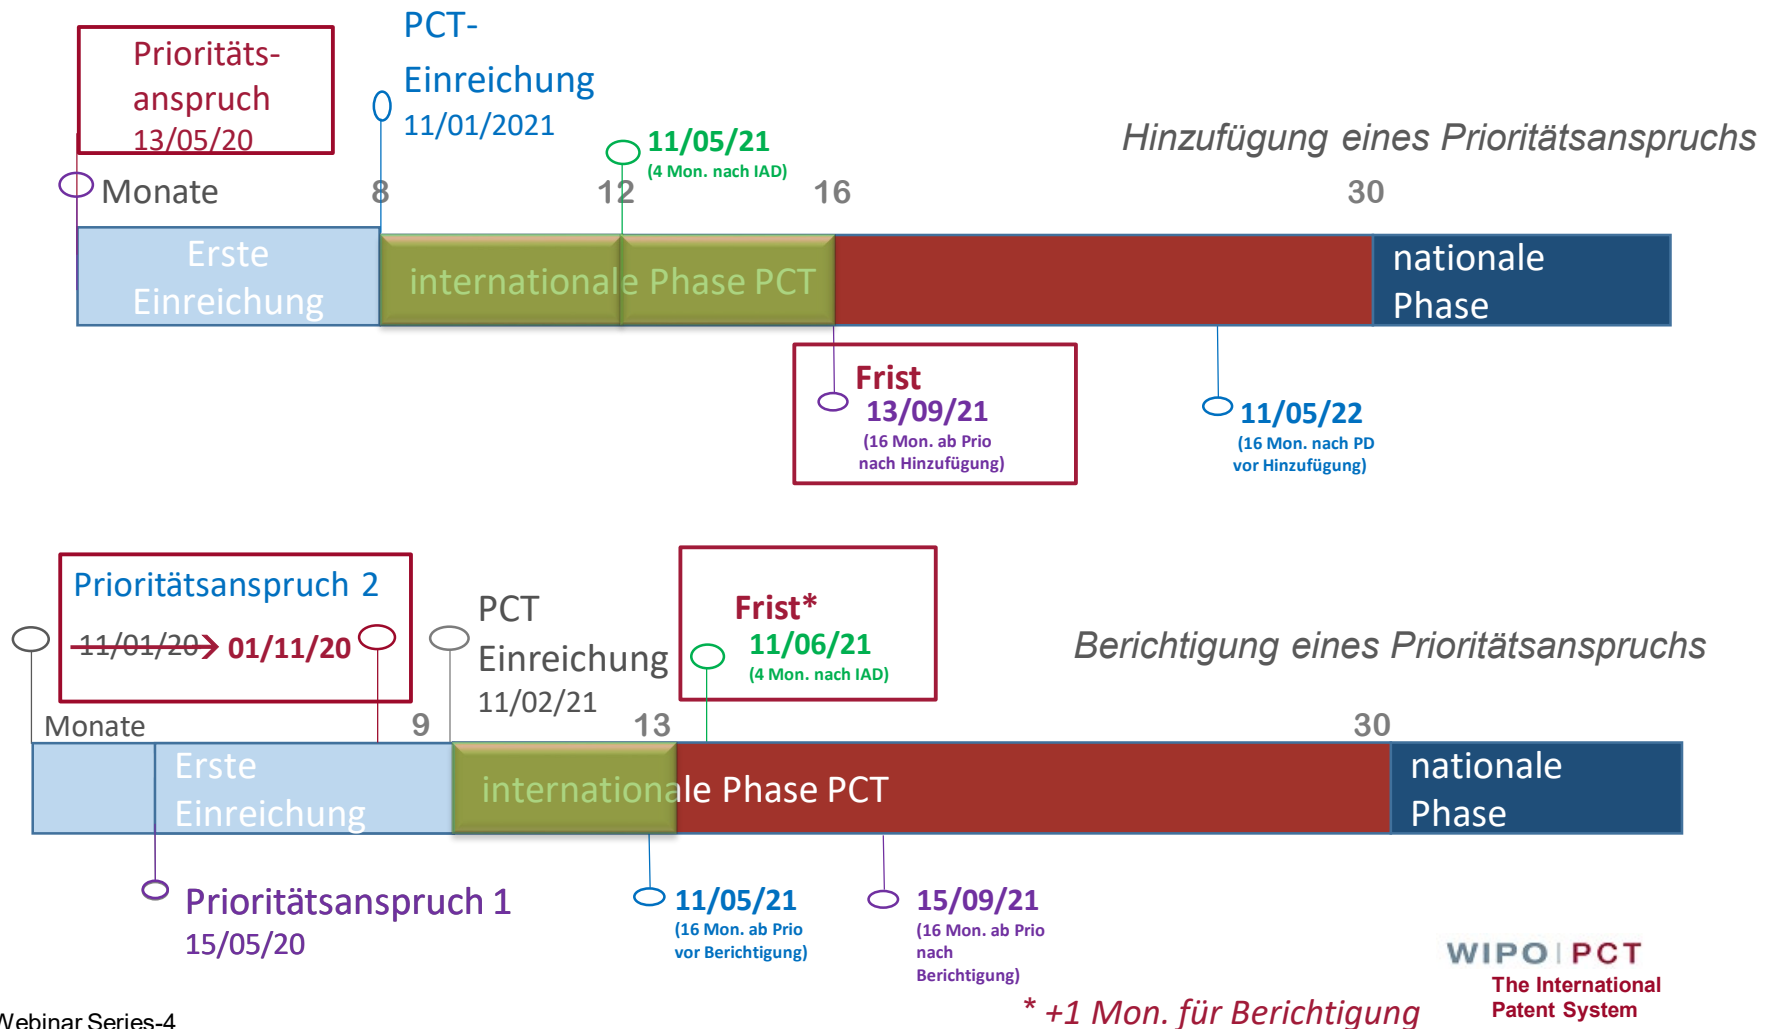 Prioritäts-
anspruch
13/05/20
PCT-
Einreichung
11/01/2021
11/05/21
(4 Mon. nach IAD)
Hinzufügung eines Prioritätsanspruchs
Monate
8
12
16
30
Erste
Einreichung
internationale Phase PCT
nationale
Phase
Frist
13/09/21
(16 Mon. ab Prio
nach Hinzufügung)
11/05/22
(16 Mon. nach PD
vor Hinzufügung)
Prioritätsanspruch 2
11/01/20 → 01/11/20
PCT
Einreichung
11/02/21
Frist*
11/06/21
(4 Mon. nach IAD)
Berichtigung eines Prioritätsanspruchs
Monate
9
13
30
Erste
Einreichung
internationale Phase PCT
nationale
Phase
Prioritätsanspruch 1
15/05/20
11/05/21
(16 Mon. ab Prio
vor Berichtigung)
15/09/21
(16 Mon. ab Prio
nach
Berichtigung)
WIPO | PCT
The International
Patent System
* +1 Mon. für Berichtigung
Webinar Series-4